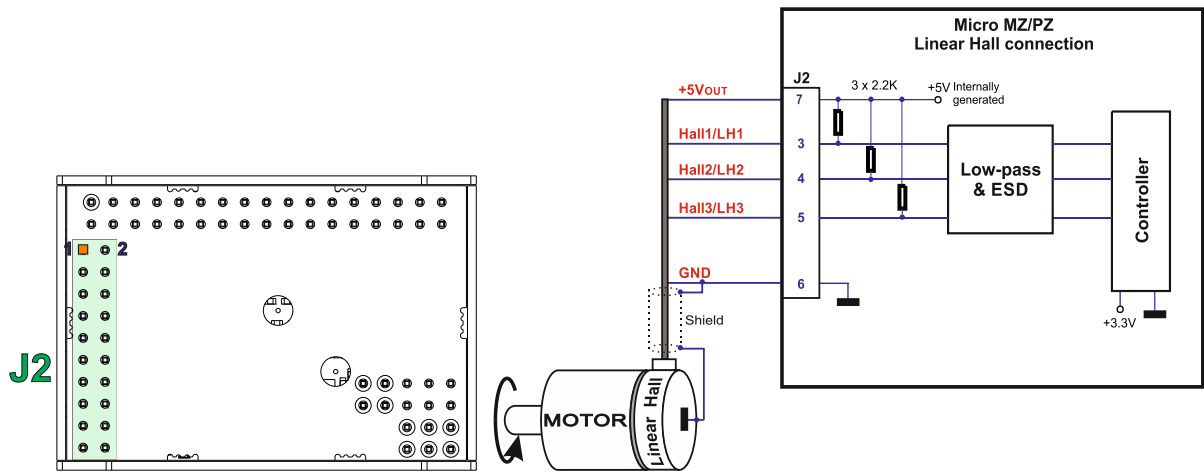 Micro MZ/PZ
Linear Hall connection
J2
+5VOUT
7
3 x 2.2K
+5V Internally
generated
Hall1/LH1
3
Hall2/LH2
4
Low-pass
& ESD
Controller
Hall3/LH3
5
GND
6
Shield
+3.3V
1
2
J2
MOTOR
Linear Hall